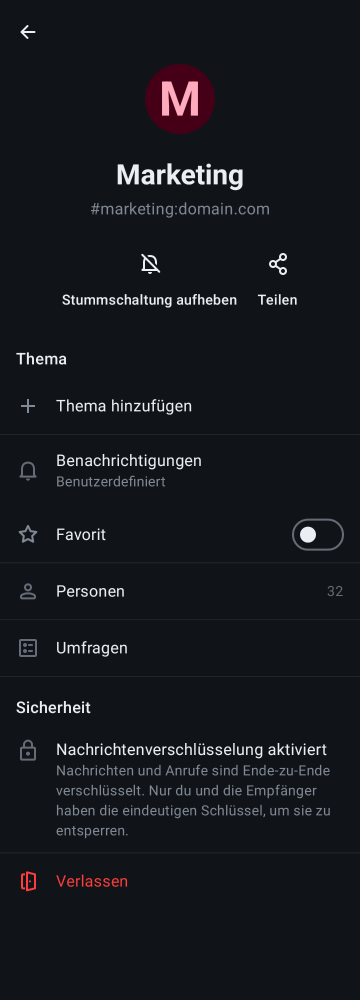 M
Marketing
#marketing:domain.com
Stummschaltung aufheben
Teilen
Thema
Thema hinzufügen
Benachrichtigungen
Benutzerdefiniert
Favorit
Personen
32
Umfragen
Sicherheit
Nachrichtenverschlüsselung aktiviert
Nachrichten und Anrufe sind Ende-zu-Ende
verschlüsselt. Nur du und die Empfänger
haben die eindeutigen Schlüssel, um sie zu
entsperren.
Verlassen